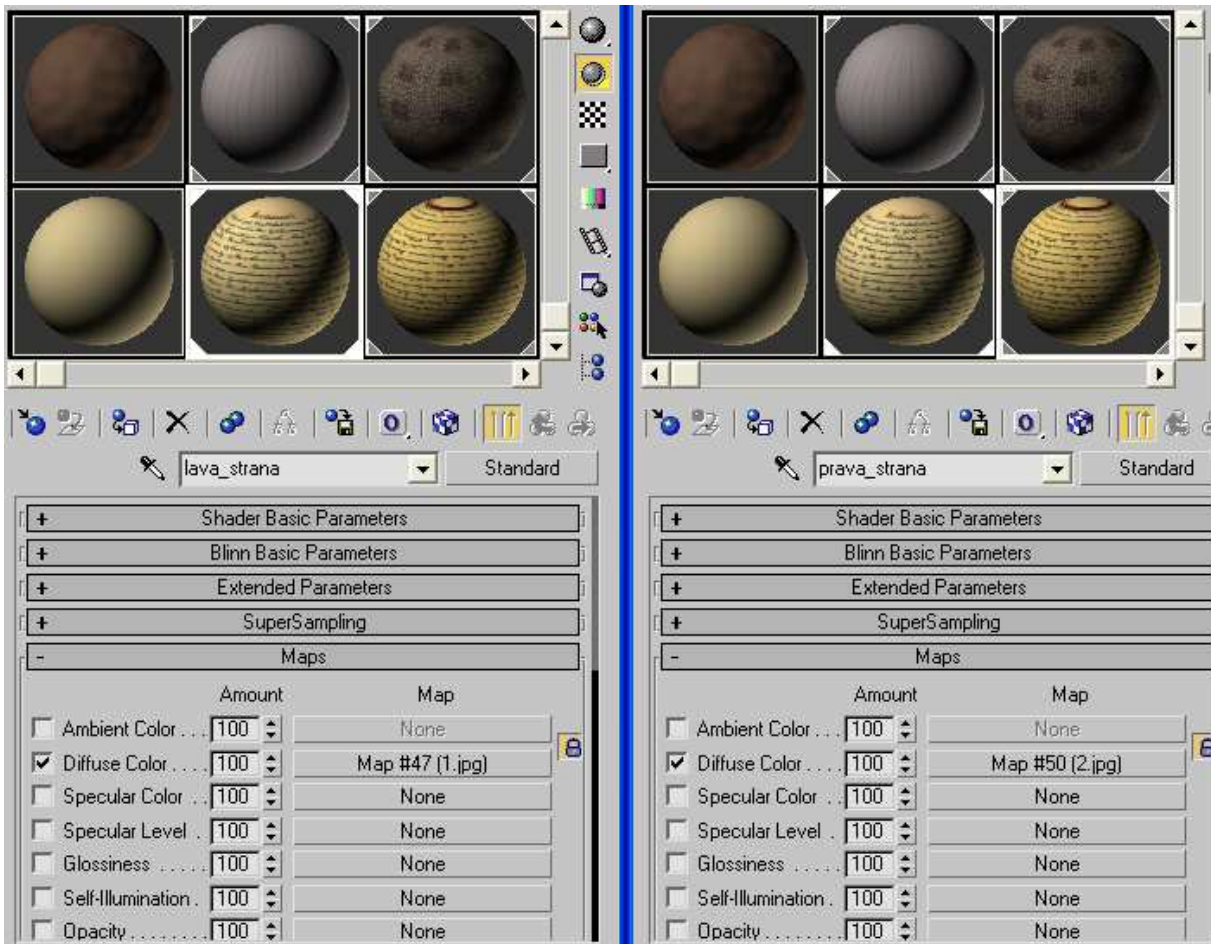 lava_strana Standard
Shader Basic Parameters
Blinn Basic Parameters
Extended Parameters
SuperSampling
Maps
Amount Map
Ambient Color . . . 100 None
Diffuse Color . . . . 100 Map #47 (1.jpg)
Specular Color . . 100 None
Specular Level . 100 None
Glossiness . . . . . 100 None
Self-Illumination . 100 None
Opacity . . . . . . . . 100 None
prava_strana Standard
Shader Basic Parameters
Blinn Basic Parameters
Extended Parameters
SuperSampling
Maps
Amount Map
Ambient Color . . . 100 None
Diffuse Color . . . . 100 Map #50 (2.jpg)
Specular Color . . 100 None
Specular Level . 100 None
Glossiness . . . . . 100 None
Self-Illumination . 100 None
Opacity . . . . . . . . 100 None